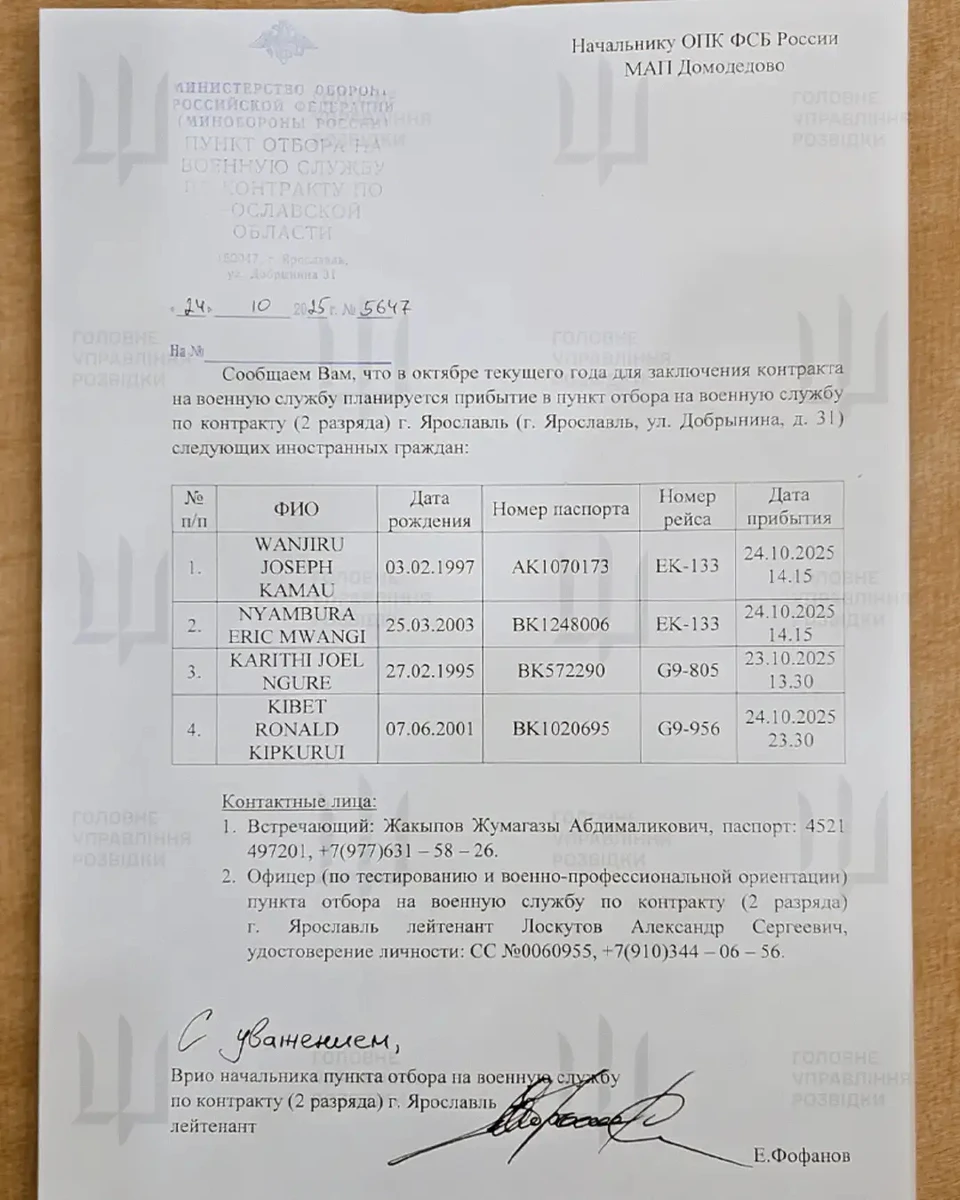 Начальнику ОПК ФСБ России
МАП Домодедово
МИНИСТЕРСТВО ОБОРОНЫ
РОССИЙСКОЙ ФЕДЕРАЦИИ
(МИНОБОРОНЫ РОССИИ)
ПУНКТ ОТБОРА НА
ВОЕННУЮ СЛУЖБУ
ПО КОНТРАКТУ ПО
ОСЛАВСКОЙ
ОБЛАСТИ
150047, г. Ярославль,
ул. Добрынина 31
«24» 10 2025 г. № 5647
На №
Сообщаем Вам, что в октябре текущего года для заключения контракта
на военную службу планируется прибытие в пункт отбора на военную службу
по контракту (2 разряда) г. Ярославль (г. Ярославль, ул. Добрынина, д. 31)
следующих иностранных граждан:
№ п/п ФИО Дата рождения Номер паспорта Номер рейса Дата прибытия
1. WANJIRU JOSEPH KAMAU 03.02.1997 AK1070173 EK-133 24.10.2025 14.15
2. NYAMBURA ERIC MWANGI 25.03.2003 BK1248006 EK-133 24.10.2025 14.15
3. KARITHI JOEL NGURE 27.02.1995 BK572290 G9-805 23.10.2025 13.30
4. KIBET RONALD KIPKURUI 07.06.2001 BK1020695 G9-956 24.10.2025 23.30
Контактные лица:
1. Встречающий: Жакыпов Жумагазы Абдималикович, паспорт: 4521
497201, +7(977)631 – 58 – 26.
2. Офицер (по тестированию и военно-профессиональной ориентации)
пункта отбора на военную службу по контракту (2 разряда)
г. Ярославль лейтенант Лоскутов Александр Сергеевич,
удостоверение личности: СС №0060955, +7(910)344 – 06 – 56.
С уважением,
Врио начальника пункта отбора на военную службу
по контракту (2 разряда) г. Ярославль
лейтенант
Е.Фофанов
ГОЛОВНЕ
УПРАВЛІННЯ
РОЗВІДКИ